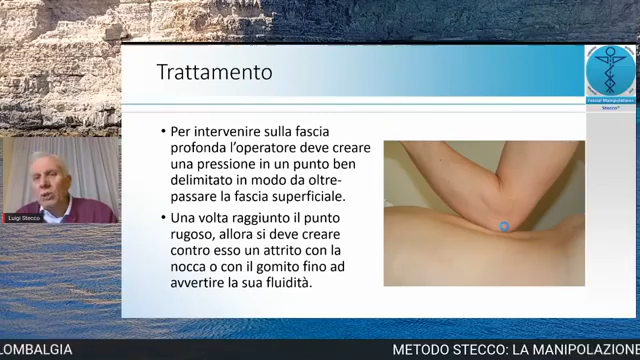 Trattamento
Fascial Manipulation
Stecco®
• Per intervenire sulla fascia
profonda l'operatore deve creare
una pressione in un punto ben
delimitato in modo da oltre-
passare la fascia superficiale.
• Una volta raggiunto il punto
rugoso, allora si deve creare
contro esso un attrito con la
nocca o con il gomito fino ad
avvertire la sua fluidità.
Luigi Stecco
LOMBALGIA
METODO STECCO: LA MANIPOLAZIONE